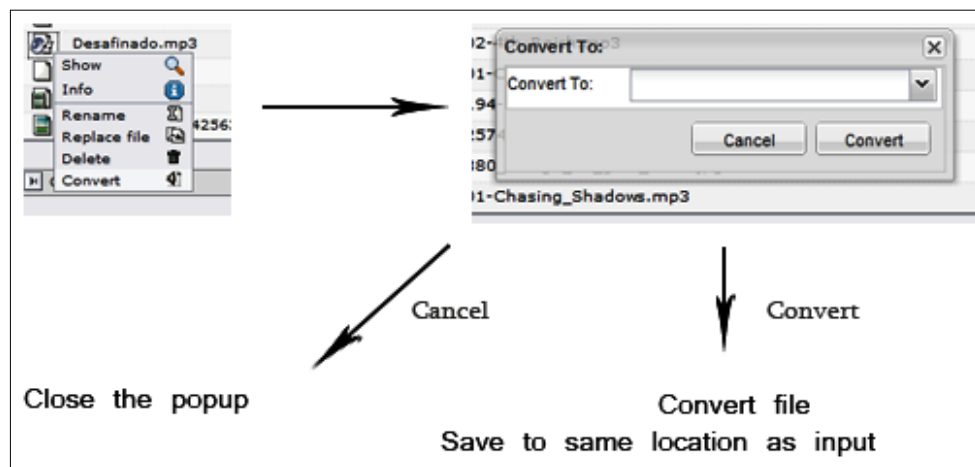 Desafinado.mp3
Show
Info
Rename
Replace file
4256
Delete
Convert
Convert To:
Convert To:
Cancel
Convert
01-Chasing_Shadows.mp3
Cancel
Convert
Close the popup
Convert file
Save to same location as input